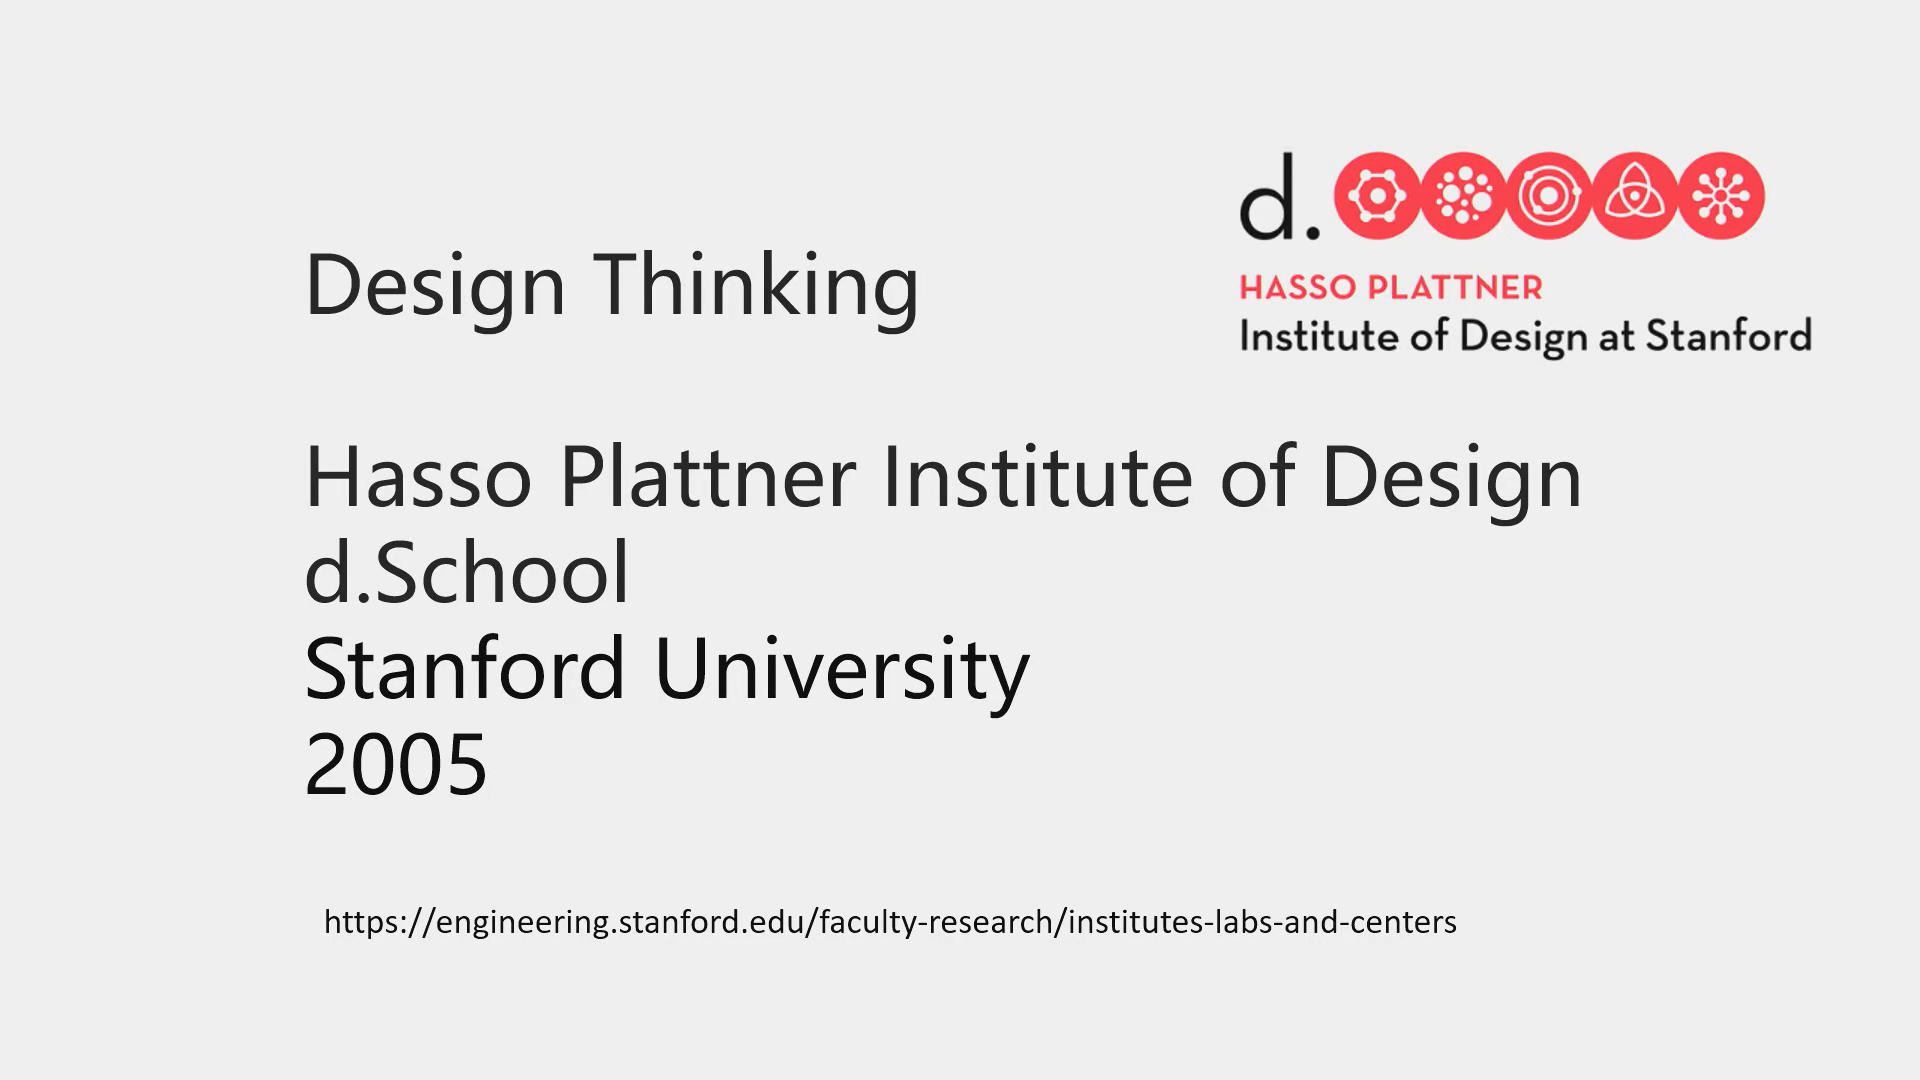 d.
HASSO PLATTNER
Institute of Design at Stanford
Design Thinking
Hasso Plattner Institute of Design
d.School
Stanford University
2005
https://engineering.stanford.edu/faculty-research/institutes-labs-and-centers